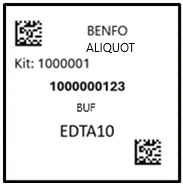 BENFO
ALIQUOT
Kit: 1000001
1000000123
BUF
EDTA10